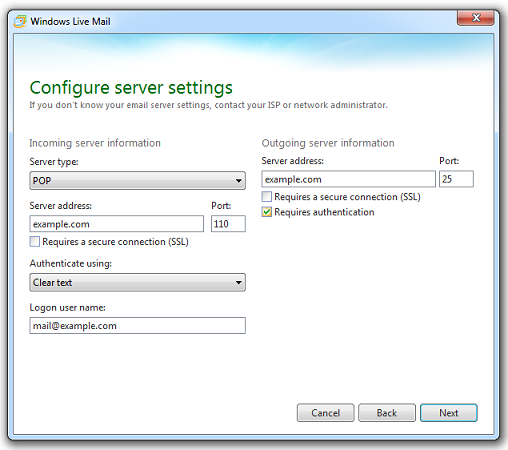 Windows Live Mail
Configure server settings
If you don't know your email server settings, contact your ISP or network administrator.
Incoming server information
Server type:
POP
Server address: Port:
example.com 110
Requires a secure connection (SSL)
Authenticate using:
Clear text
Logon user name:
mail@example.com
Outgoing server information
Server address: Port:
example.com 25
Requires a secure connection (SSL)
Requires authentication
Cancel Back Next